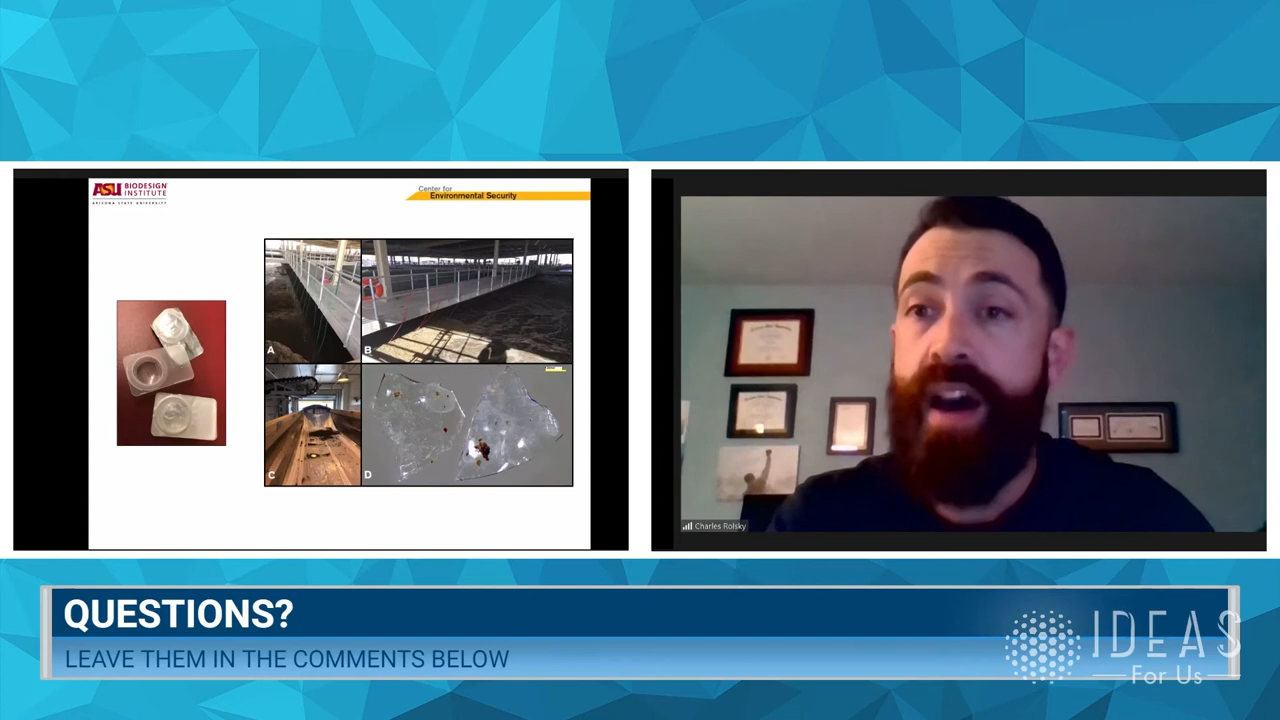 ASU BIODESIGN
INSTITUTE
ARIZONA STATE UNIVERSITY
Center for
Environmental Security
A
B
C
D
Charles Rolsky
QUESTIONS?
LEAVE THEM IN THE COMMENTS BELOW
IDEAS
For Us